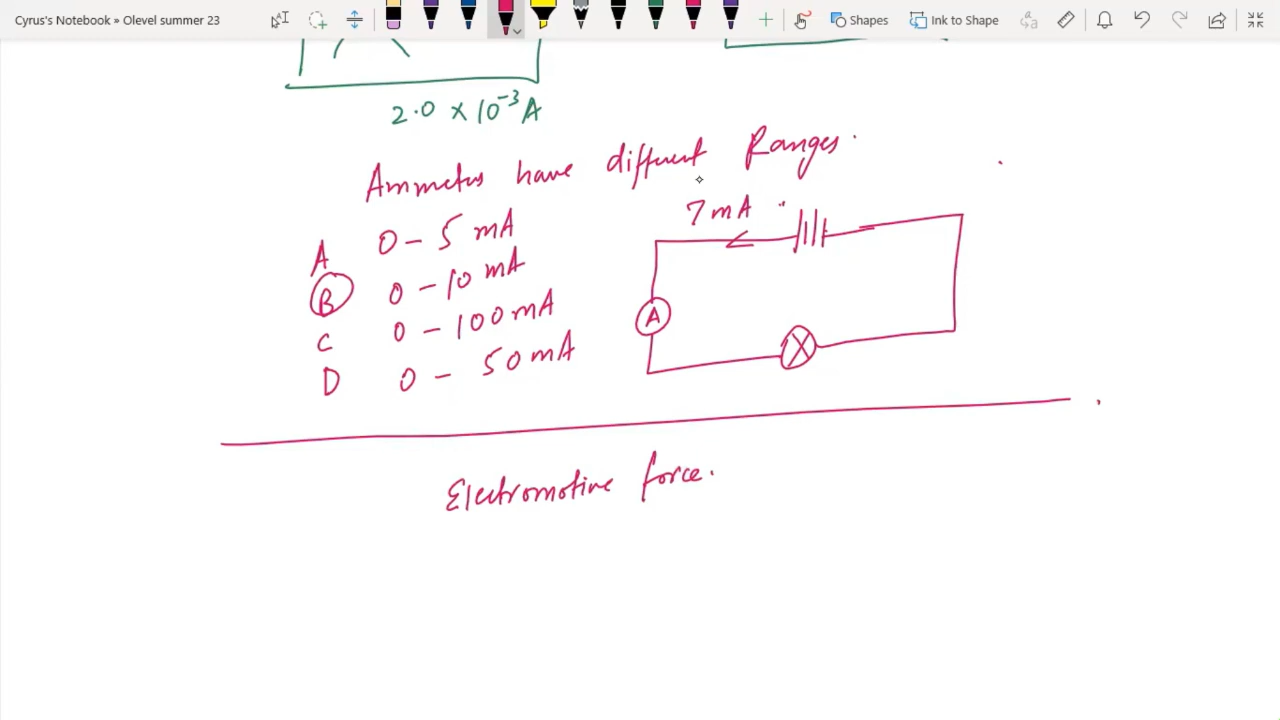 Cyrus's Notebook » Olevel summer 23
Shapes
Ink to Shape
2.0 × 10⁻³ A
Ammeters have different Ranges.
A 0 - 5 mA
B 0 - 10 mA
C 0 - 100 mA
D 0 - 50 mA
7 mA
A
Electromotive force.